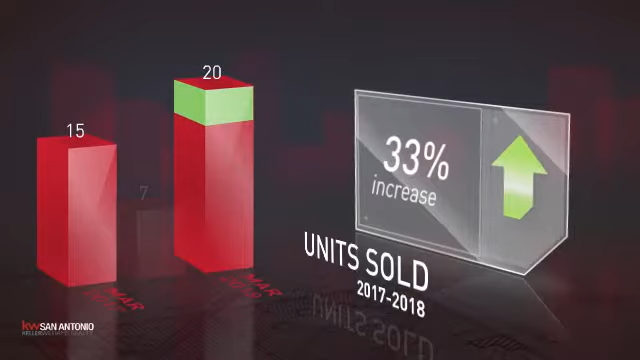 15
7
20
MAR
MAR
33%
increase
UNITS SOLD
2017-2018
kw SAN ANTONIO